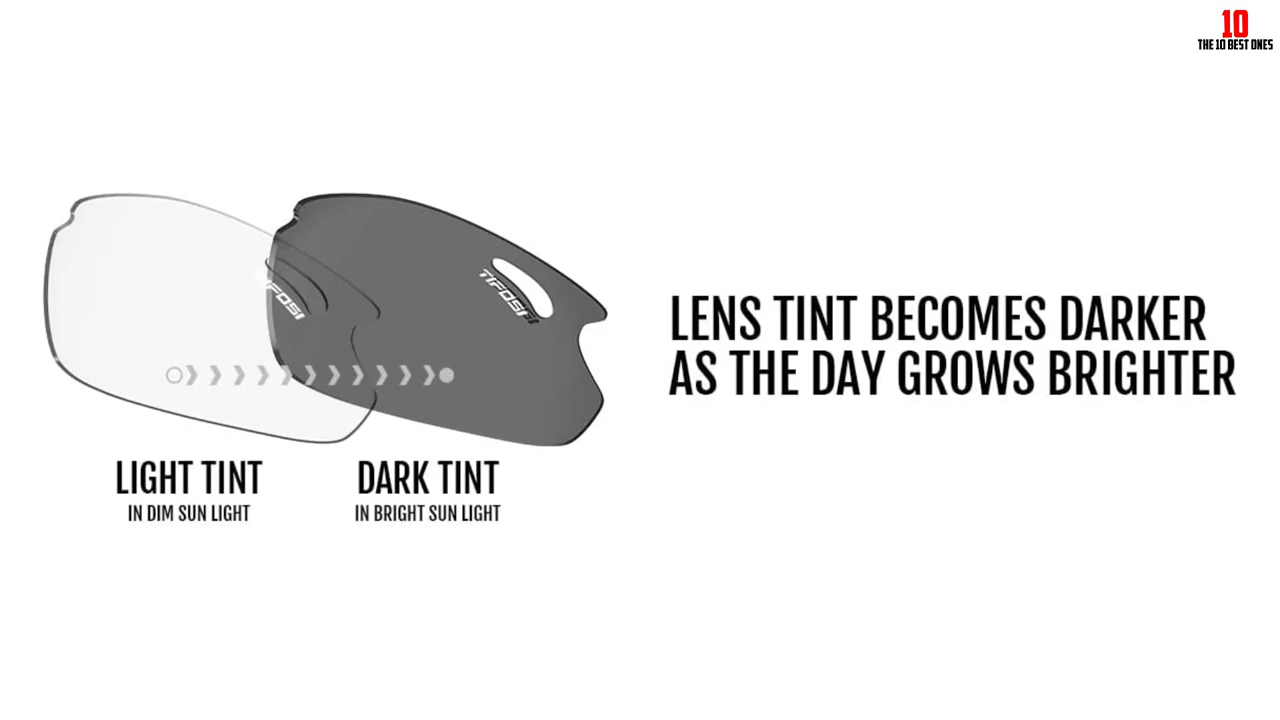 10
THE 10 BEST ONES
TIFOSI
LENS TINT BECOMES DARKER
AS THE DAY GROWS BRIGHTER
LIGHT TINT
IN DIM SUN LIGHT
DARK TINT
IN BRIGHT SUN LIGHT